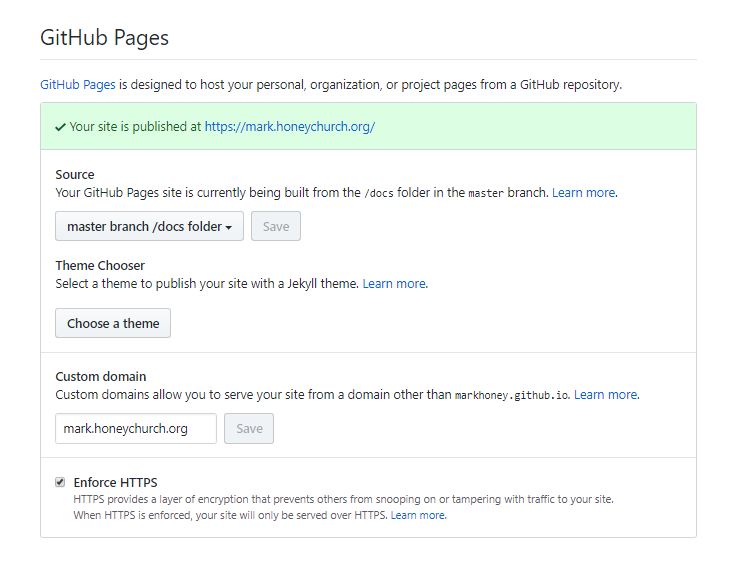 GitHub Pages
GitHub Pages is designed to host your personal, organization, or project pages from a GitHub repository.
Your site is published at https://mark.honeychurch.org/
Source
Your GitHub Pages site is currently being built from the /docs folder in the master branch. Learn more.
master branch /docs folder Save
Theme Chooser
Select a theme to publish your site with a Jekyll theme. Learn more.
Choose a theme
Custom domain
Custom domains allow you to serve your site from a domain other than markhoney.github.io. Learn more.
mark.honeychurch.org Save
Enforce HTTPS
HTTPS provides a layer of encryption that prevents others from snooping on or tampering with traffic to your site.
When HTTPS is enforced, your site will only be served over HTTPS. Learn more.